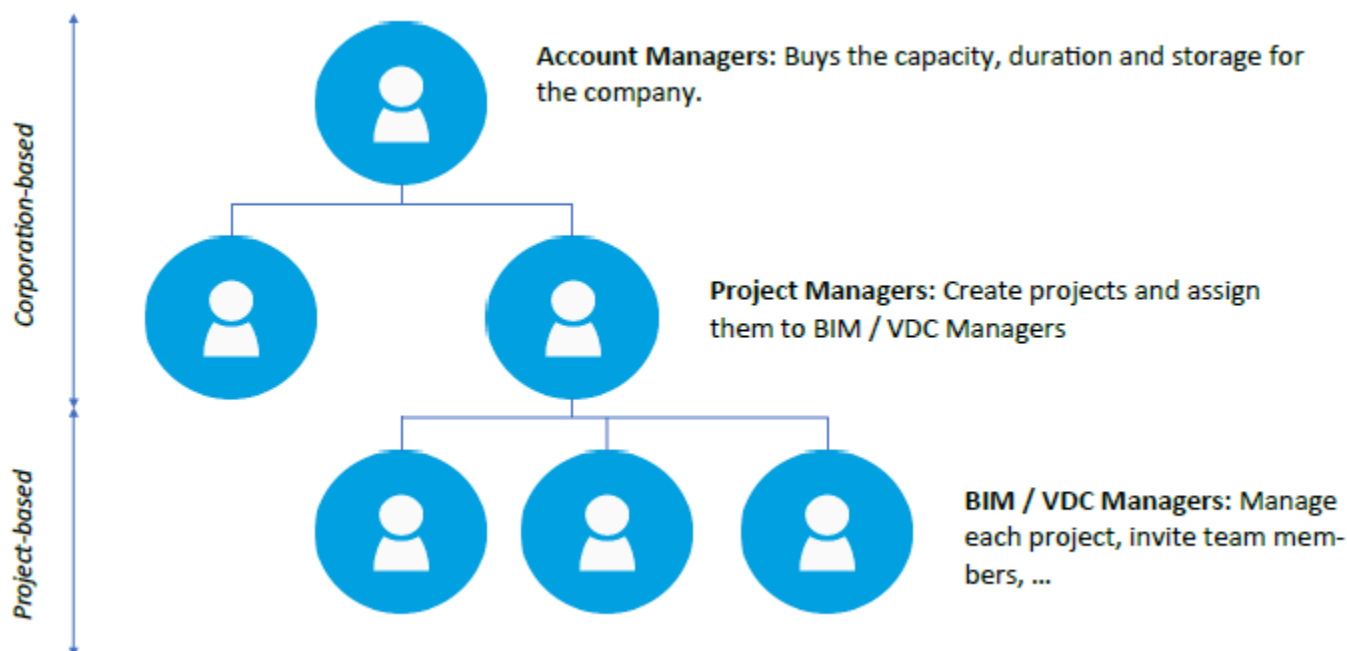 Account Managers: Buys the capacity, duration and storage for
the company.
Corporation-based
Project Managers: Create projects and assign
them to BIM / VDC Managers
Project-based
BIM / VDC Managers: Manage
each project, invite team mem-
bers, ...